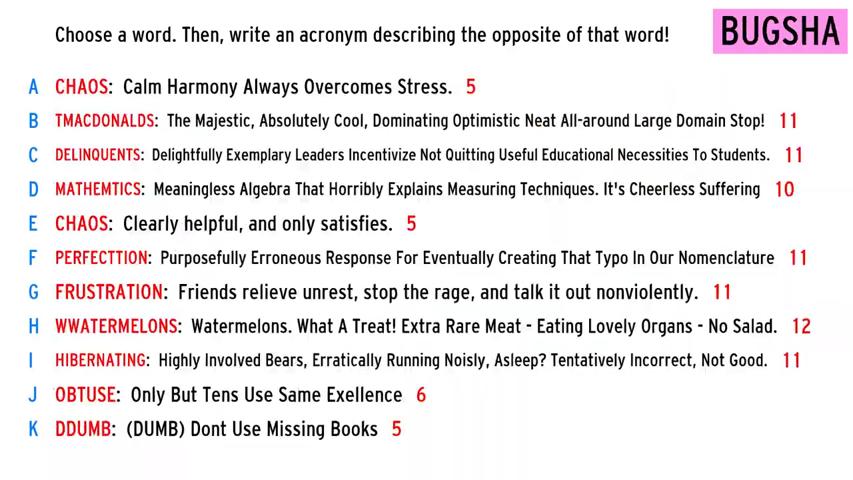 Choose a word. Then, write an acronym describing the opposite of that word!
BUGSHA
A CHAOS: Calm Harmony Always Overcomes Stress. 5
B TMACDONALDS: The Majestic, Absolutely Cool, Dominating Optimistic Neat All-around Large Domain Stop! 11
C DELINQUENTS: Delightfully Exemplary Leaders Incentivize Not Quitting Useful Educational Necessities To Students. 11
D MATHEMTICS: Meaningless Algebra That Horribly Explains Measuring Techniques. It's Cheerless Suffering 10
E CHAOS: Clearly helpful, and only satisfies. 5
F PERFECTTION: Purposefully Erroneous Response For Eventually Creating That Typo In Our Nomenclature 11
G FRUSTRATION: Friends relieve unrest, stop the rage, and talk it out nonviolently. 11
H WWATERMELONS: Watermelons. What A Treat! Extra Rare Meat - Eating Lovely Organs - No Salad. 12
I HIBERNATING: Highly Involved Bears, Erratically Running Noisly, Asleep? Tentatively Incorrect, Not Good. 11
J OBTUSE: Only But Tens Use Same Exellence 6
K DDUMB: (DUMB) Dont Use Missing Books 5